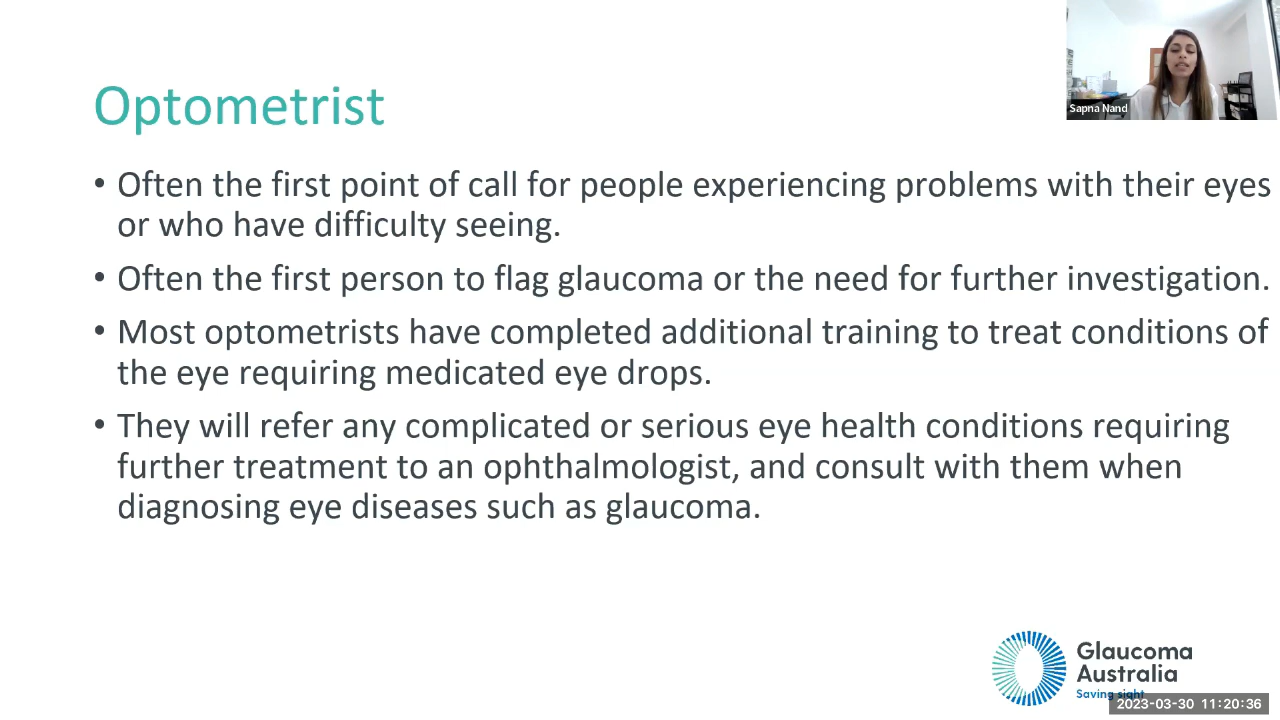 Sapna Nand
Optometrist
• Often the first point of call for people experiencing problems with their eyes
or who have difficulty seeing.
• Often the first person to flag glaucoma or the need for further investigation.
• Most optometrists have completed additional training to treat conditions of
the eye requiring medicated eye drops.
• They will refer any complicated or serious eye health conditions requiring
further treatment to an ophthalmologist, and consult with them when
diagnosing eye diseases such as glaucoma.
Glaucoma
Australia
Saving sight
2023-03-30 11:20:36